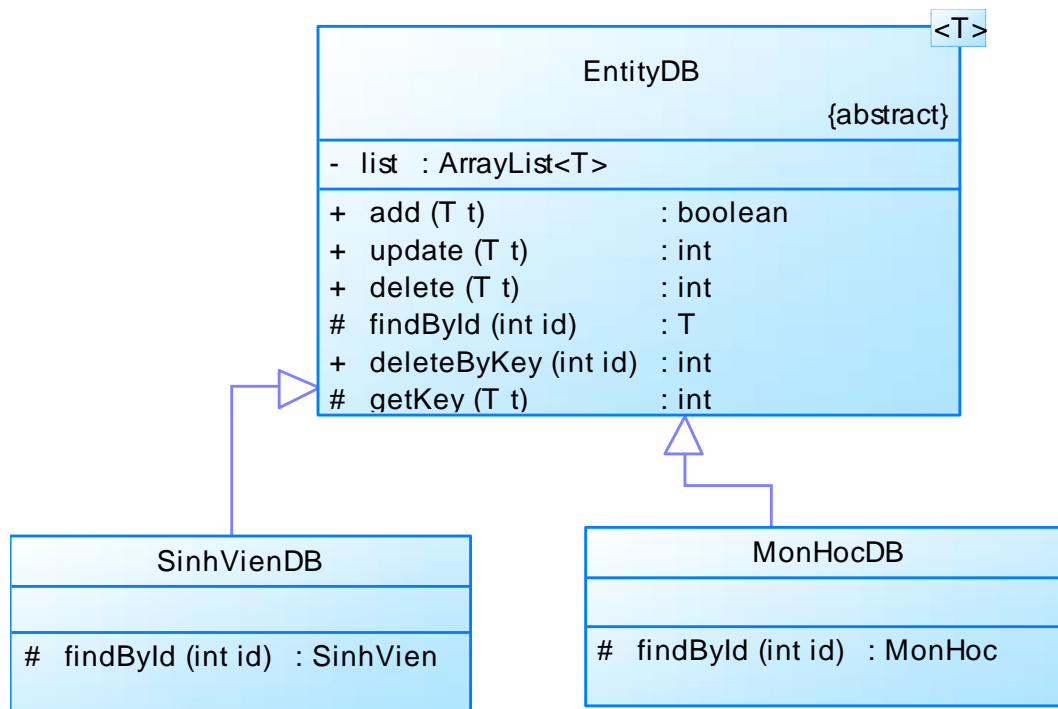 <T>
EntityDB
{abstract}
- list : ArrayList<T>
+ add (T t) : boolean
+ update (T t) : int
+ delete (T t) : int
# findById (int id) : T
+ deleteByKey (int id) : int
# getKey (T t) : int
SinhVienDB
# findById (int id) : SinhVien
MonHocDB
# findById (int id) : MonHoc